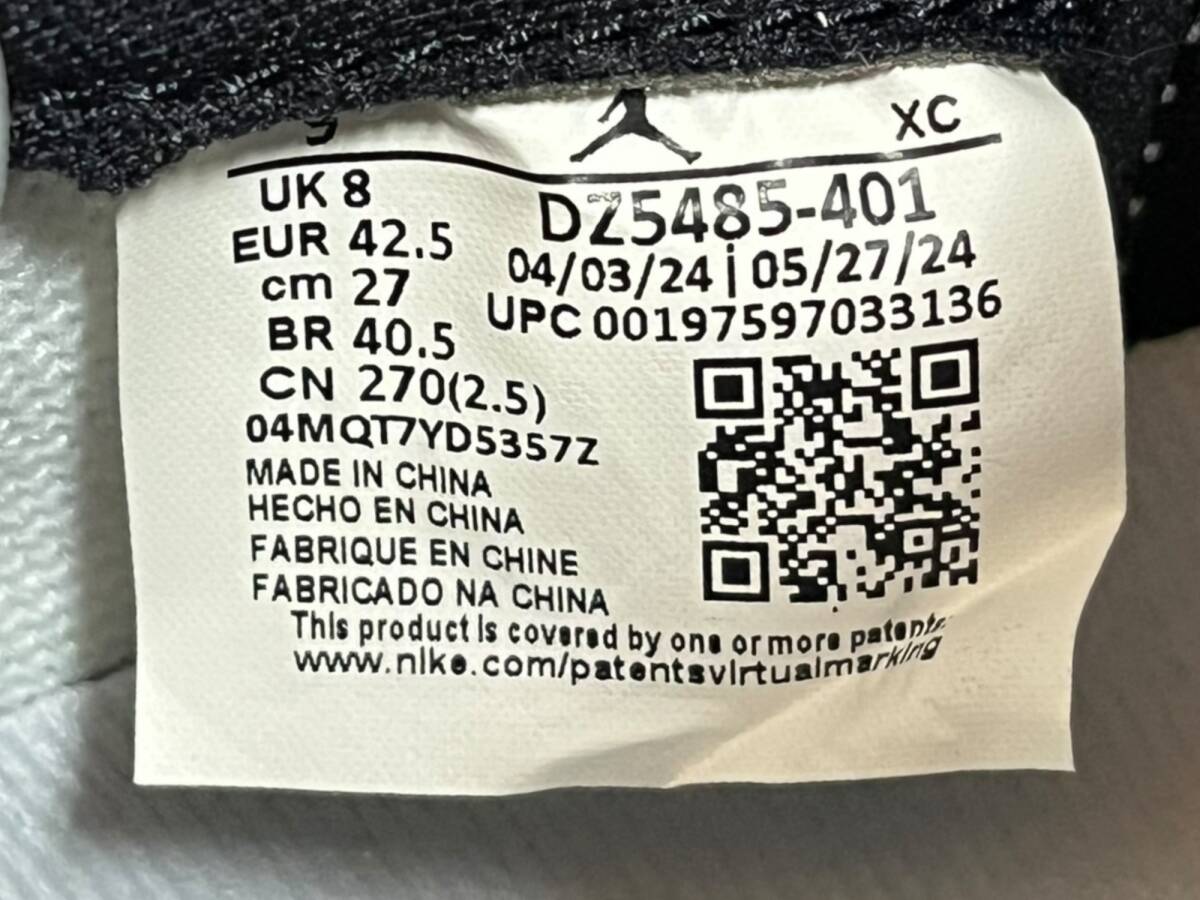 XC
UK 8
EUR 42.5
cm 27
BR 40.5
CN 270(2.5)
04MQT7YD5357Z
DZ5485-401
04/03/24 | 05/27/24
UPC 00197597033136
MADE IN CHINA
HECHO EN CHINA
FABRIQUE EN CHINE
FABRICADO NA CHINA
This product is covered by one or more patents.
www.nike.com/patentsvirtualmarking